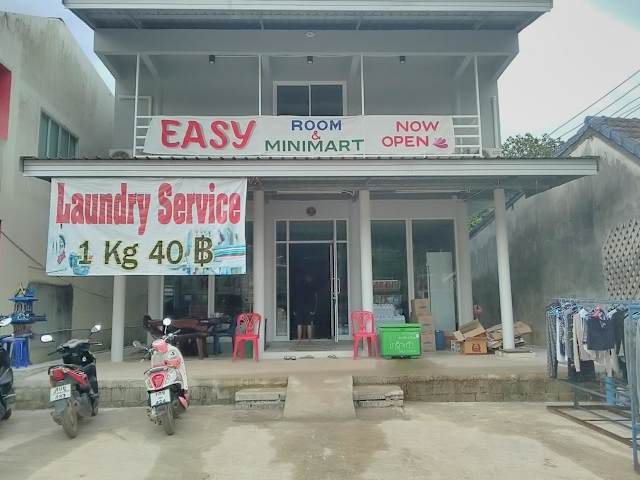 EASY
ROOM
&
MINIMART
NOW
OPEN
Laundry Service
1 Kg 40 ฿